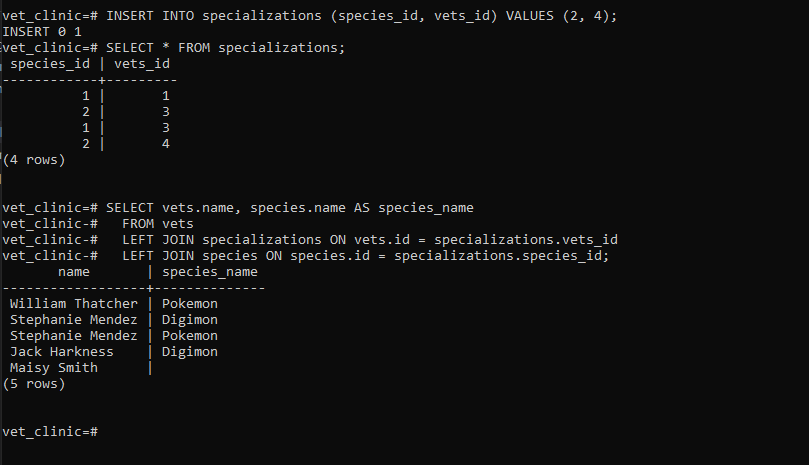 vet_clinic=# INSERT INTO specializations (species_id, vets_id) VALUES (2, 4);
INSERT 0 1
vet_clinic=# SELECT * FROM specializations;
 species_id | vets_id
------------+---------
          1 |       1
          2 |       3
          1 |       3
          2 |       4
(4 rows)
vet_clinic=# SELECT vets.name, species.name AS species_name
vet_clinic-#   FROM vets
vet_clinic-#   LEFT JOIN specializations ON vets.id = specializations.vets_id
vet_clinic-#   LEFT JOIN species ON species.id = specializations.species_id;
       name       | species_name
------------------+--------------
 William Thatcher | Pokemon
 Stephanie Mendez | Digimon
 Stephanie Mendez | Pokemon
 Jack Harkness    | Digimon
 Maisy Smith      |
(5 rows)
vet_clinic=#